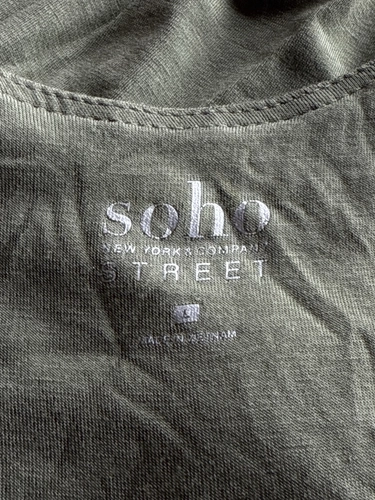 soho
NEW YORK & COMPANY
STREET
L
MADE IN VIETNAM